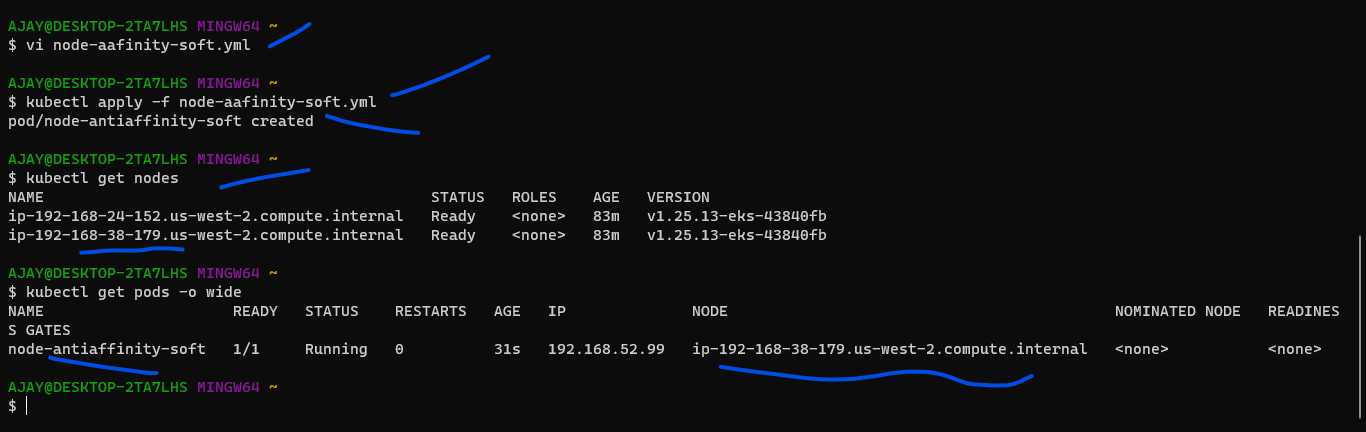 AJAY@DESKTOP-2TA7LHS MINGW64 ~
$ vi node-aafinity-soft.yml
AJAY@DESKTOP-2TA7LHS MINGW64 ~
$ kubectl apply -f node-aafinity-soft.yml
pod/node-antiaffinity-soft created
AJAY@DESKTOP-2TA7LHS MINGW64 ~
$ kubectl get nodes
NAME STATUS ROLES AGE VERSION
ip-192-168-24-152.us-west-2.compute.internal Ready <none> 83m v1.25.13-eks-43840fb
ip-192-168-38-179.us-west-2.compute.internal Ready <none> 83m v1.25.13-eks-43840fb
AJAY@DESKTOP-2TA7LHS MINGW64 ~
$ kubectl get pods -o wide
NAME READY STATUS RESTARTS AGE IP NODE NOMINATED NODE READINES
S GATES
node-antiaffinity-soft 1/1 Running 0 31s 192.168.52.99 ip-192-168-38-179.us-west-2.compute.internal <none> <none>
AJAY@DESKTOP-2TA7LHS MINGW64 ~
$